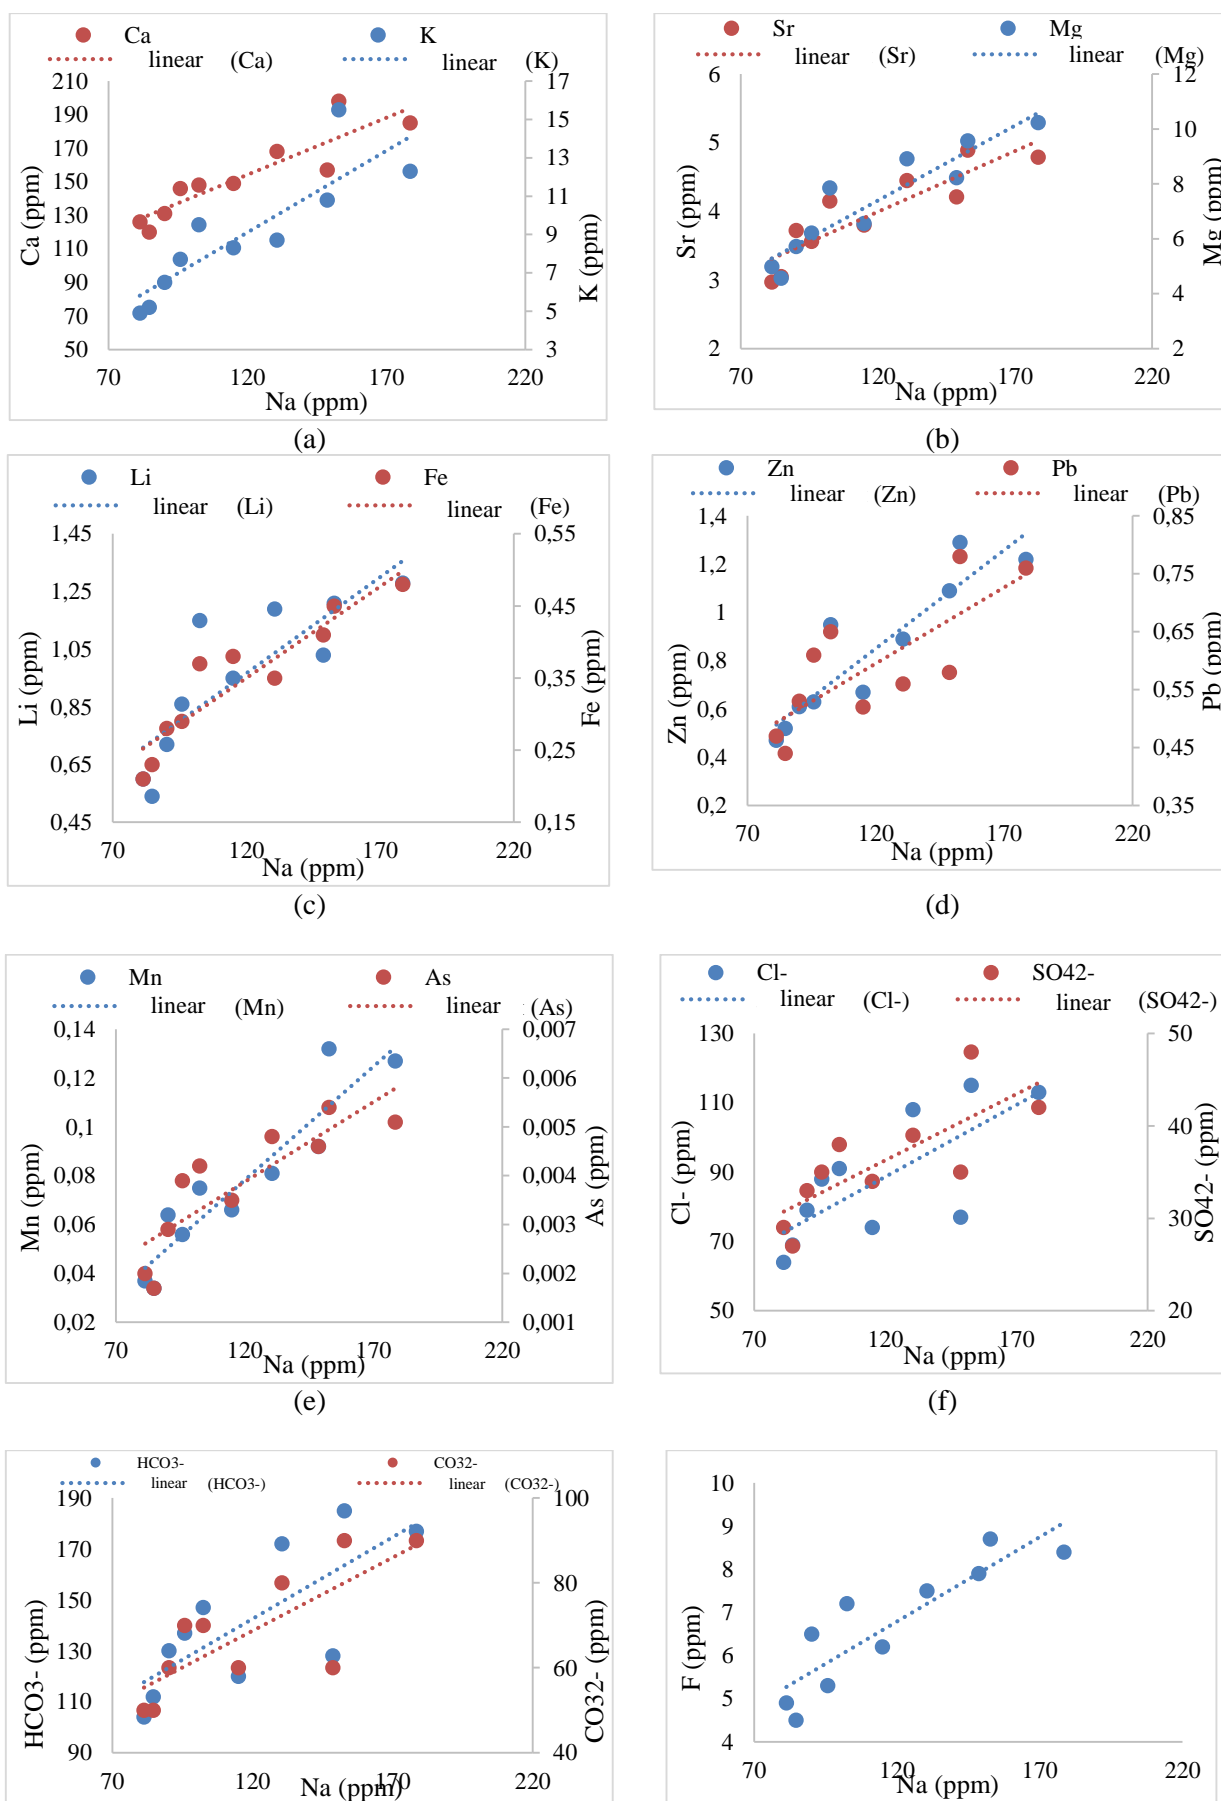 Ca K
linear (Ca) linear (K)
210 17
190 15
170 13
150 11
130 9
110 7
90 5
70 3
50
70 120 170 220
Ca (ppm)
K (ppm)
Na (ppm)
(a)
Sr Mg
linear (Sr) linear (Mg)
6 12
5 10
4 8
3 6
2 4
2
70 120 170 220
Sr (ppm)
Mg (ppm)
Na (ppm)
(b)
Li Fe
linear (Li) linear (Fe)
1,45 0,55
1,25 0,45
1,05 0,35
0,85 0,25
0,65 0,15
0,45
70 120 170 220
Li (ppm)
Fe (ppm)
Na (ppm)
(c)
Zn Pb
linear (Zn) linear (Pb)
1,4 0,85
1,2 0,75
1 0,65
0,8 0,55
0,6 0,45
0,4 0,35
0,2
70 120 170 220
Zn (ppm)
Pb (ppm)
Na (ppm)
(d)
Mn As
linear (Mn) linear (As)
0,14 0,007
0,12 0,006
0,1 0,005
0,08 0,004
0,06 0,003
0,04 0,002
0,02 0,001
70 120 170 220
Mn (ppm)
As (ppm)
Na (ppm)
(e)
Cl- SO42-
linear (Cl-) linear (SO42-)
130 50
110 40
90 30
70 20
50
70 120 170 220
Cl- (ppm)
SO42- (ppm)
Na (ppm)
(f)
HCO3- CO32-
linear (HCO3-) linear (CO32-)
190 100
170 80
150 60
130 40
110
90
70 120 170 220
HCO3- (ppm)
CO32- (ppm)
Na (ppm)
10
9
8
7
6
5
4
70 120 170 220
F (ppm)
Na (ppm)